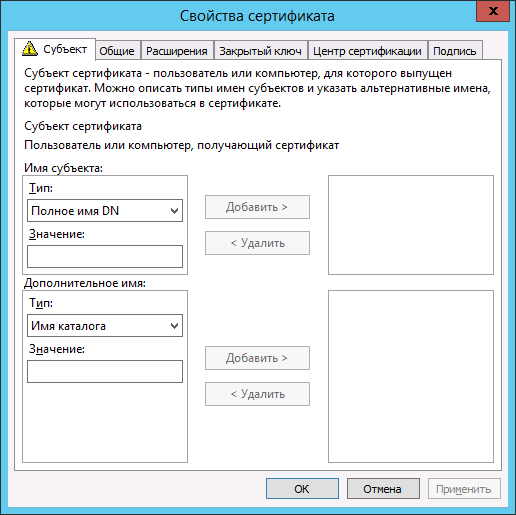 Свойства сертификата
x
Субъект Общие Расширения Закрытый ключ Центр сертификации Подпись
Субъект сертификата - пользователь или компьютер, для которого выпущен
сертификат. Можно описать типы имен субъектов и указать альтернативные имена,
которые могут использоваться в сертификате.
Субъект сертификата
Пользователь или компьютер, получающий сертификат
Имя субъекта:
Тип:
Полное имя DN
Добавить >
Значение:
< Удалить
Дополнительное имя:
Тип:
Имя каталога
Значение:
Добавить >
< Удалить
ОК Отмена Применить